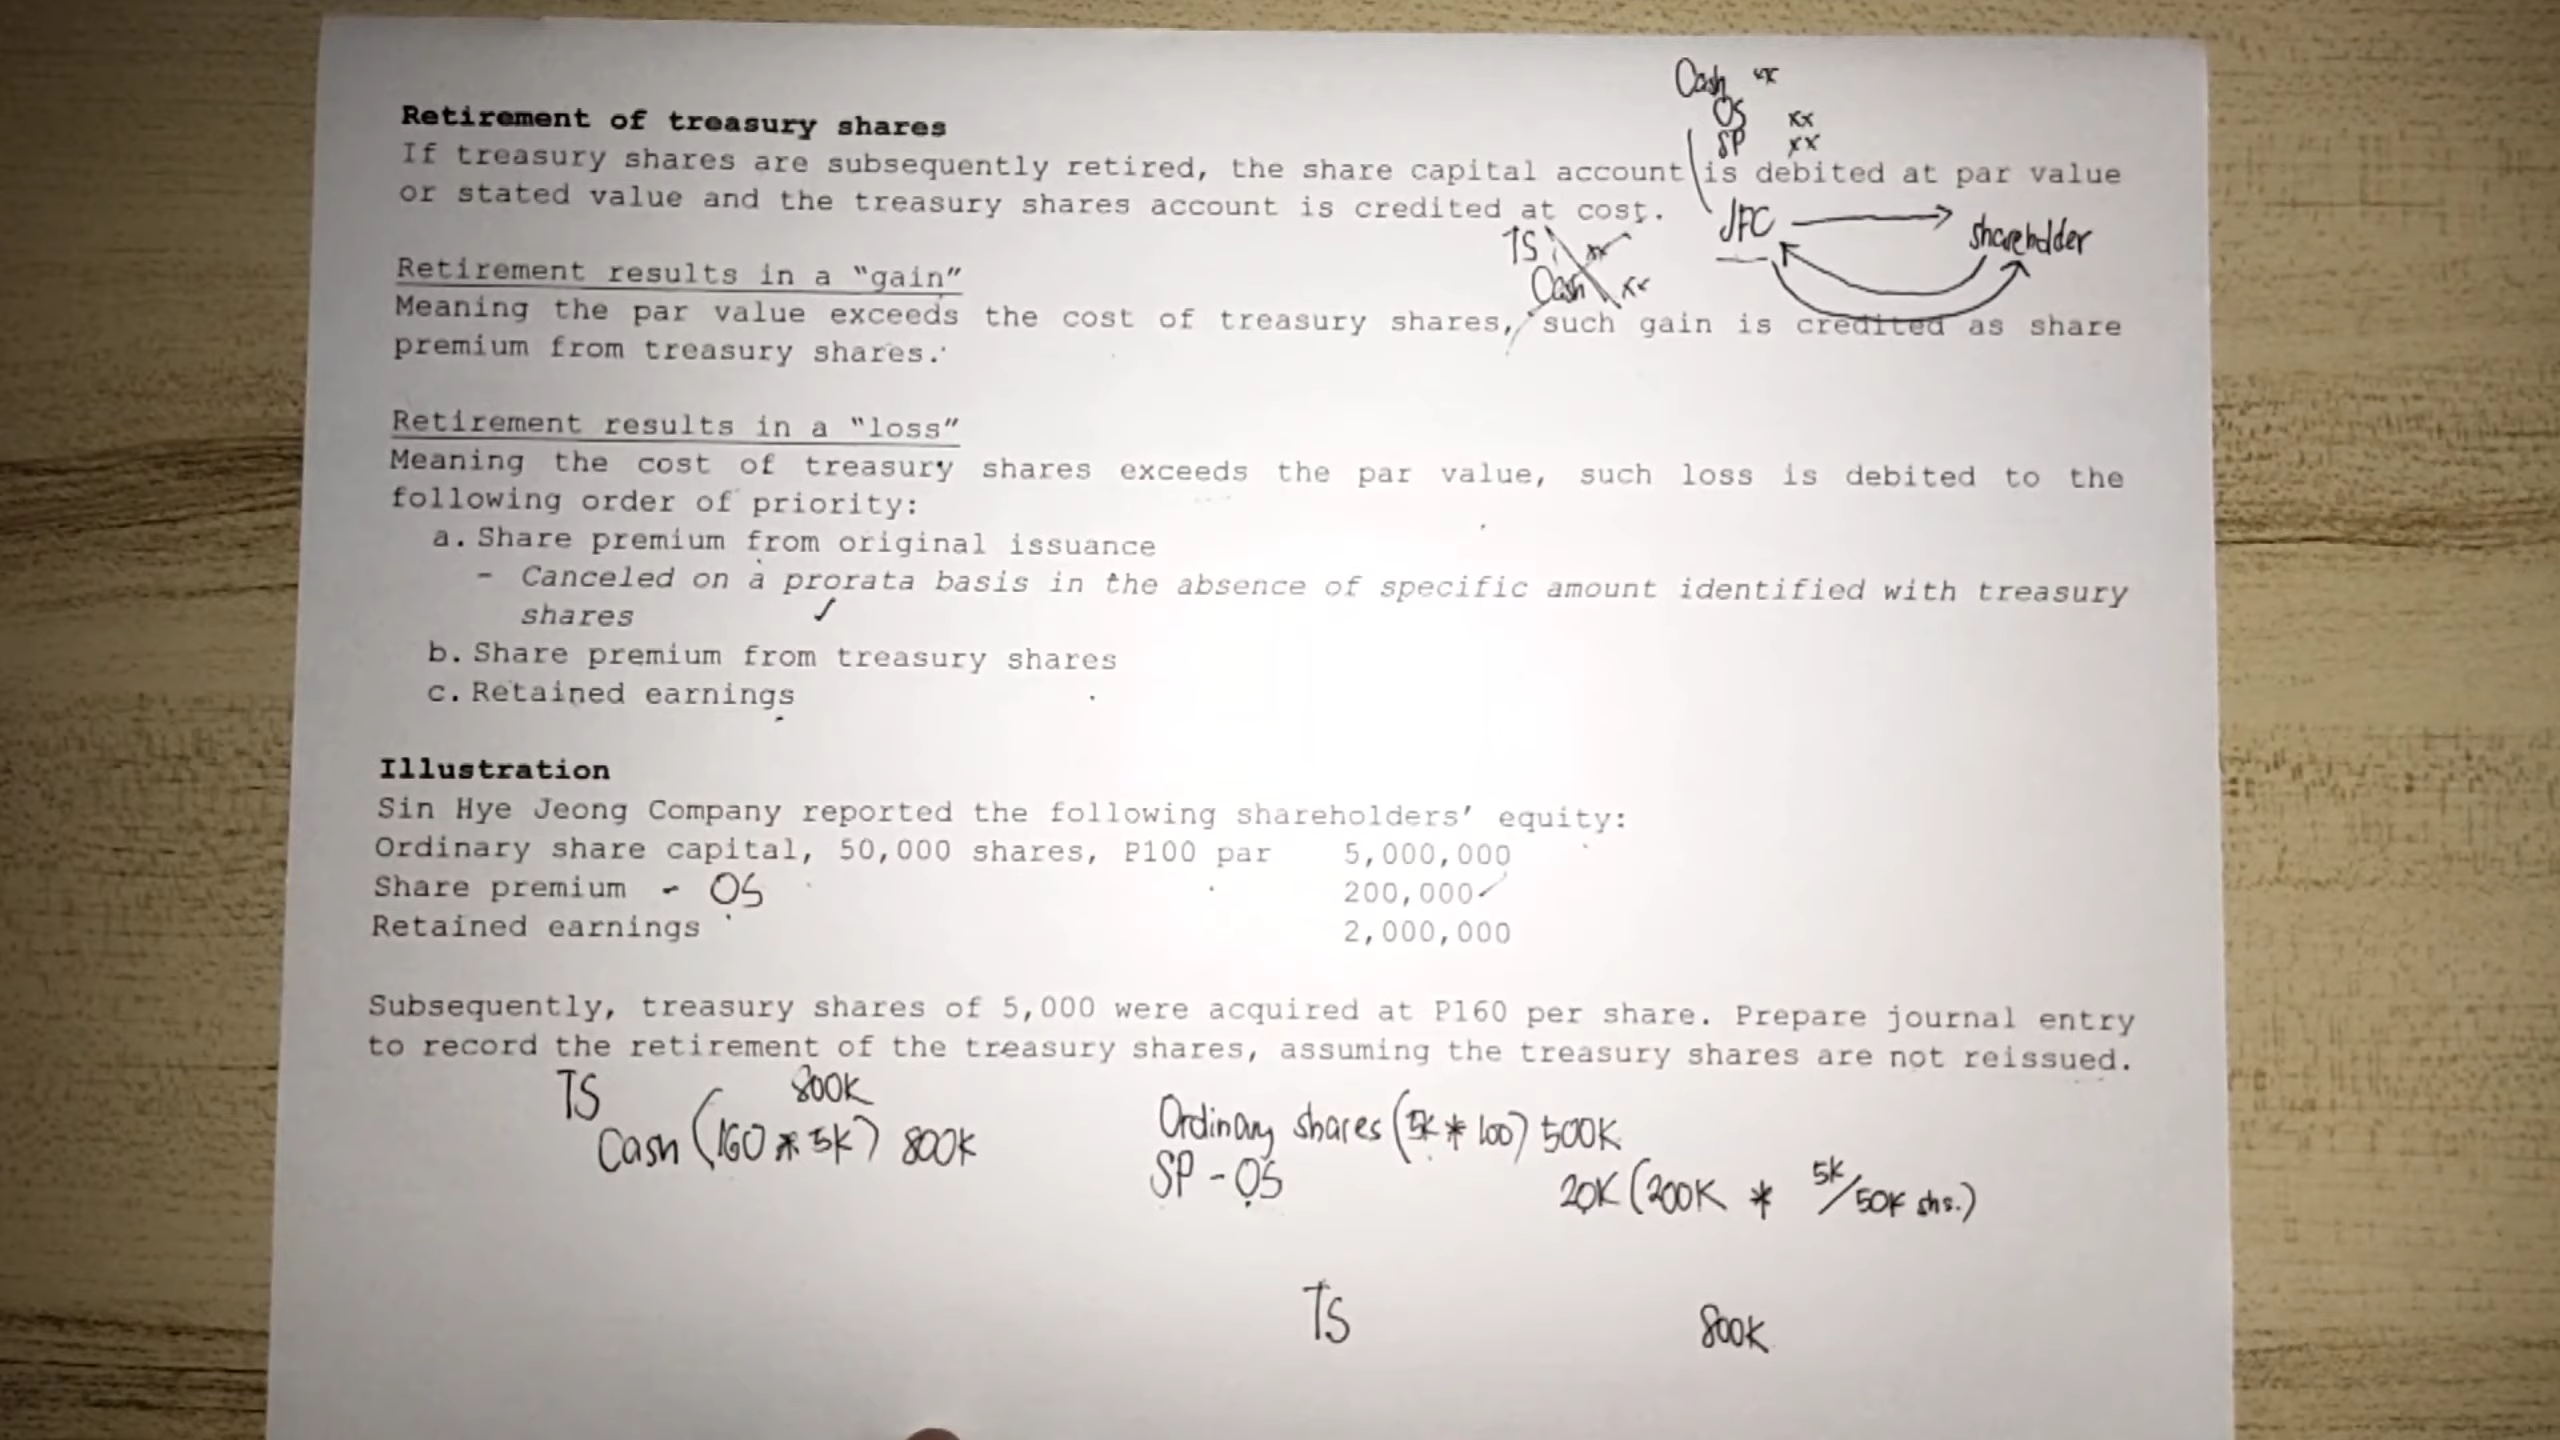 Cash xx
OS xx
SP xx
Retirement of treasury shares
If treasury shares are subsequently retired, the share capital account is debited at par value
or stated value and the treasury shares account is credited at cost.
JFC
shareholder
TS xx
Cash xx
Retirement results in a “gain”
Meaning the par value exceeds the cost of treasury shares, such gain is credited as share
premium from treasury shares.
Retirement results in a “loss”
Meaning the cost of treasury shares exceeds the par value, such loss is debited to the
following order of priority:
a. Share premium from original issuance
- Canceled on a prorata basis in the absence of specific amount identified with treasury
shares
b. Share premium from treasury shares
c. Retained earnings
Illustration
Sin Hye Jeong Company reported the following shareholders’ equity:
Ordinary share capital, 50,000 shares, P100 par 5,000,000
Share premium - OS 200,000
Retained earnings 2,000,000
Subsequently, treasury shares of 5,000 were acquired at P160 per share. Prepare journal entry
to record the retirement of the treasury shares, assuming the treasury shares are not reissued.
TS 800K
Cash (160 * 5K) 800K
Ordinary shares (5K * 100) 500K
SP - OS 20K (200K * 5K/50K shs.)
TS 800K